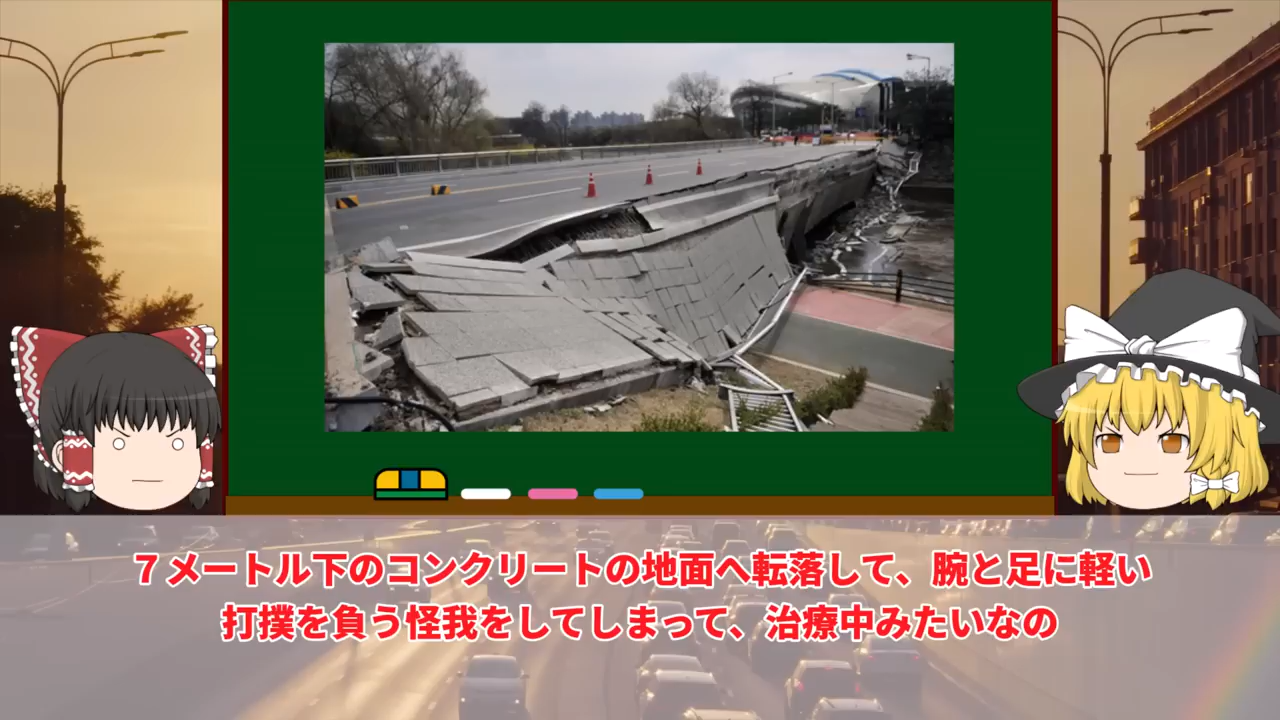 ７メートル下のコンクリートの地面へ転落して、腕と足に軽い
打撲を負う怪我をしてしまって、治療中みたいなの